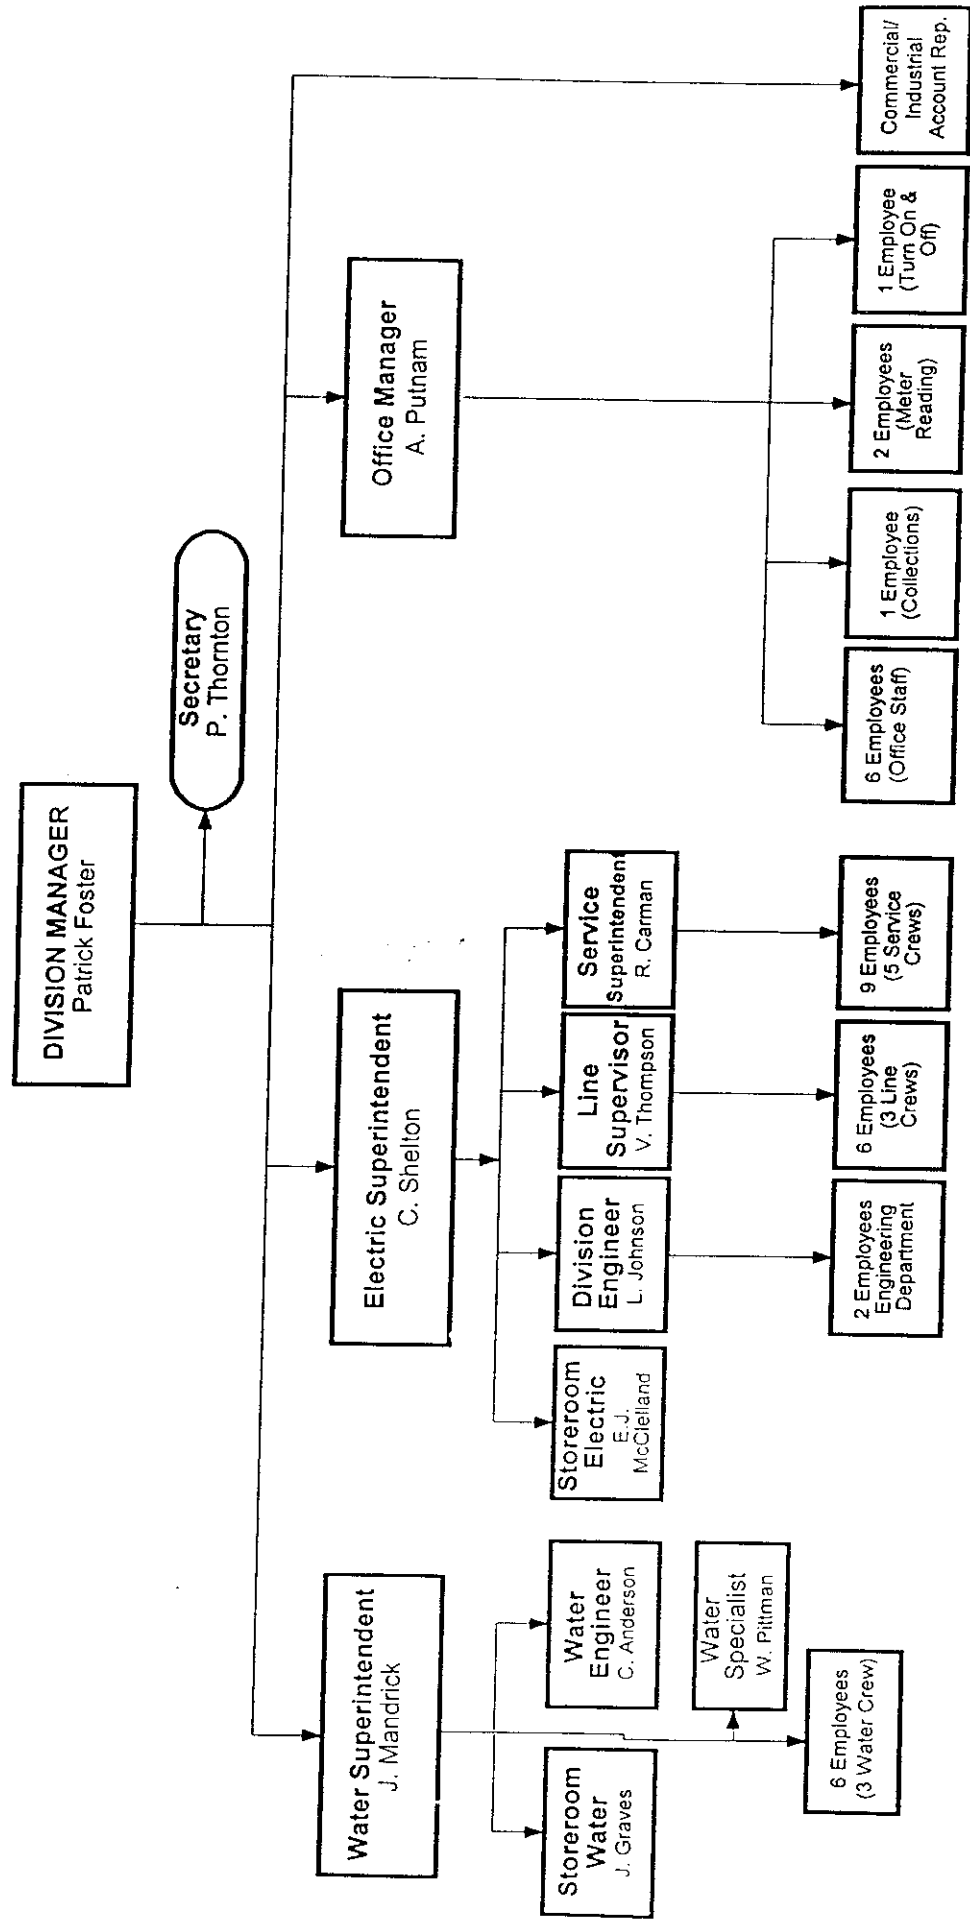 DIVISION MANAGER
Patrick Foster
Secretary
P. Thornton
Water Superintendent
J. Mandrick
Electric Superintendent
C. Shelton
Office Manager
A. Putnam
Storeroom
Water
J. Graves
Water
Engineer
C. Anderson
Storeroom
Electric
E.J.
McClelland
Division
Engineer
L. Johnson
Line
Supervisor
V. Thompson
Service
Superintendent
R. Carman
Water
Specialist
W. Pittman
6 Employees
(3 Water Crew)
2 Employees
Engineering
Department
6 Employees
(3 Line
Crews)
9 Employees
(5 Service
Crews)
6 Employees
(Office Staff)
1 Employee
(Collections)
2 Employees
(Meter
Reading)
1 Employee
(Turn On &
Off)
Commercial/
Industrial
Account Rep.